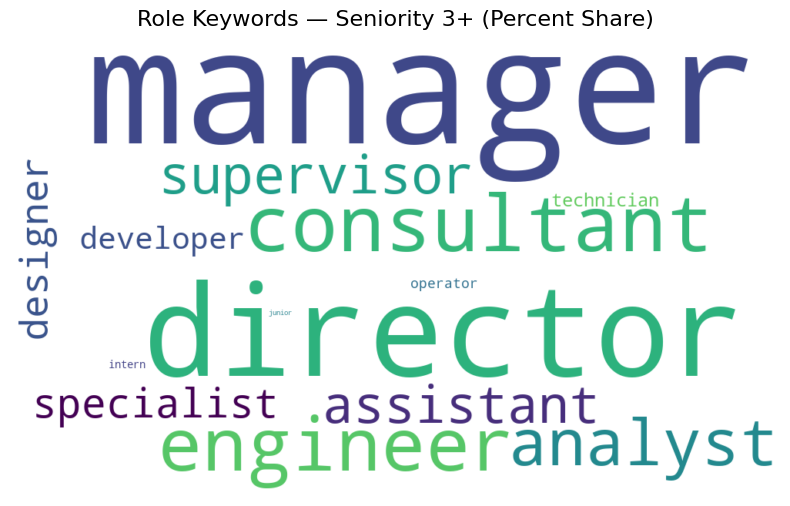 Role Keywords — Seniority 3+ (Percent Share)
manager
supervisor
designer
technician
consultant
developer
operator
director
junior
intern
specialist
assistant
engineer
analyst